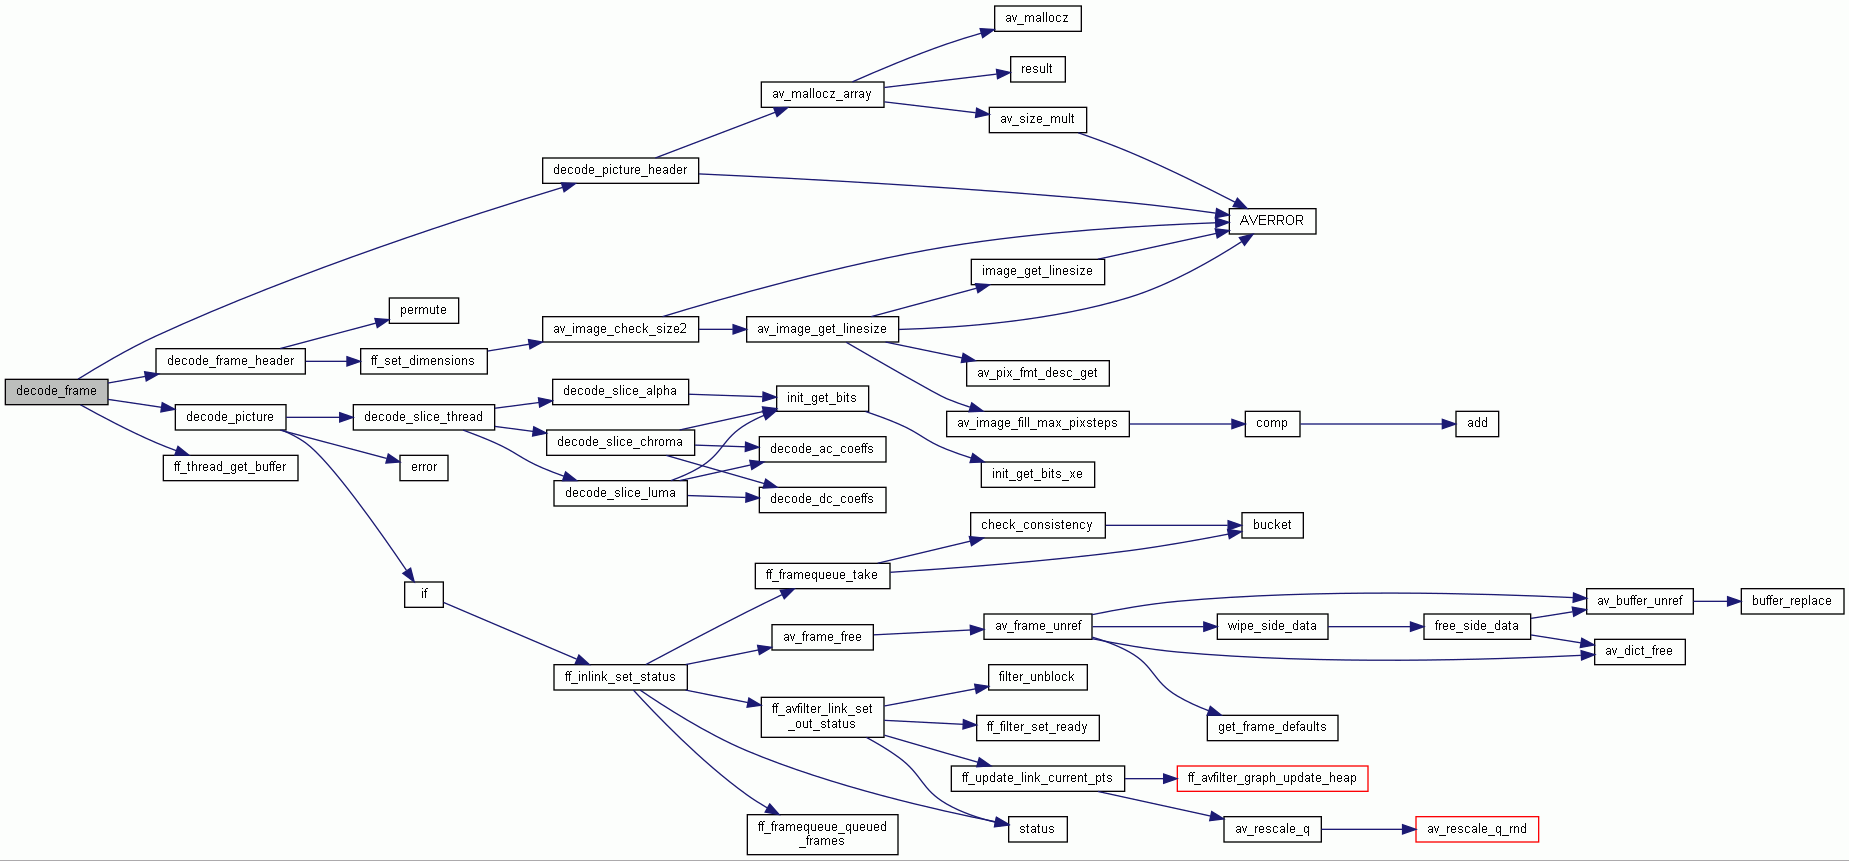 av_mallocz
result
av_mallocz_array
av_size_mult
decode_picture_header
AVERROR
image_get_linesize
permute
av_image_check_size2
av_image_get_linesize
decode_frame_header
ff_set_dimensions
av_pix_fmt_desc_get
decode_frame
decode_slice_alpha
init_get_bits
decode_picture
decode_slice_thread
av_image_fill_max_pixsteps
comp
add
decode_slice_chroma
decode_ac_coeffs
ff_thread_get_buffer
error
init_get_bits_xe
decode_slice_luma
decode_dc_coeffs
check_consistency
bucket
ff_framequeue_take
if
av_buffer_unref
buffer_replace
av_frame_free
av_frame_unref
wipe_side_data
free_side_data
av_dict_free
ff_inlink_set_status
filter_unblock
ff_avfilter_link_set
_out_status
ff_filter_set_ready
get_frame_defaults
ff_update_link_current_pts
ff_avfilter_graph_update_heap
ff_framequeue_queued
_frames
status
av_rescale_q
av_rescale_q_rnd